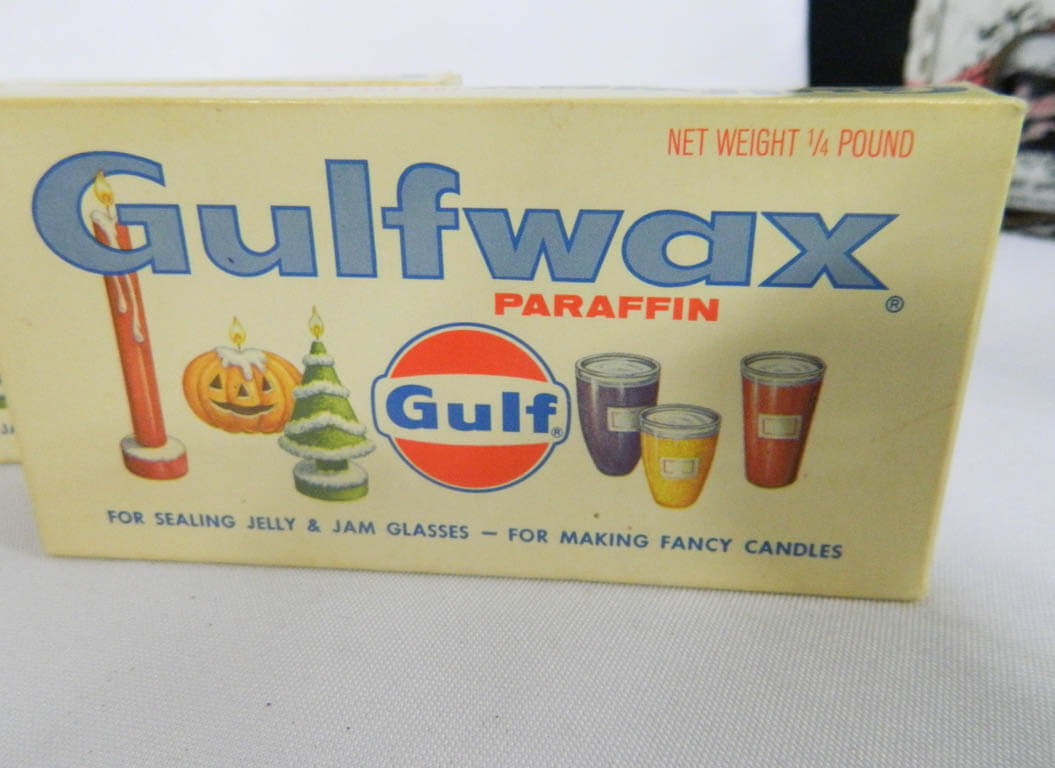 NET WEIGHT 1/4 POUND
Gulfwax®
PARAFFIN
Gulf®
FOR SEALING JELLY & JAM GLASSES — FOR MAKING FANCY CANDLES